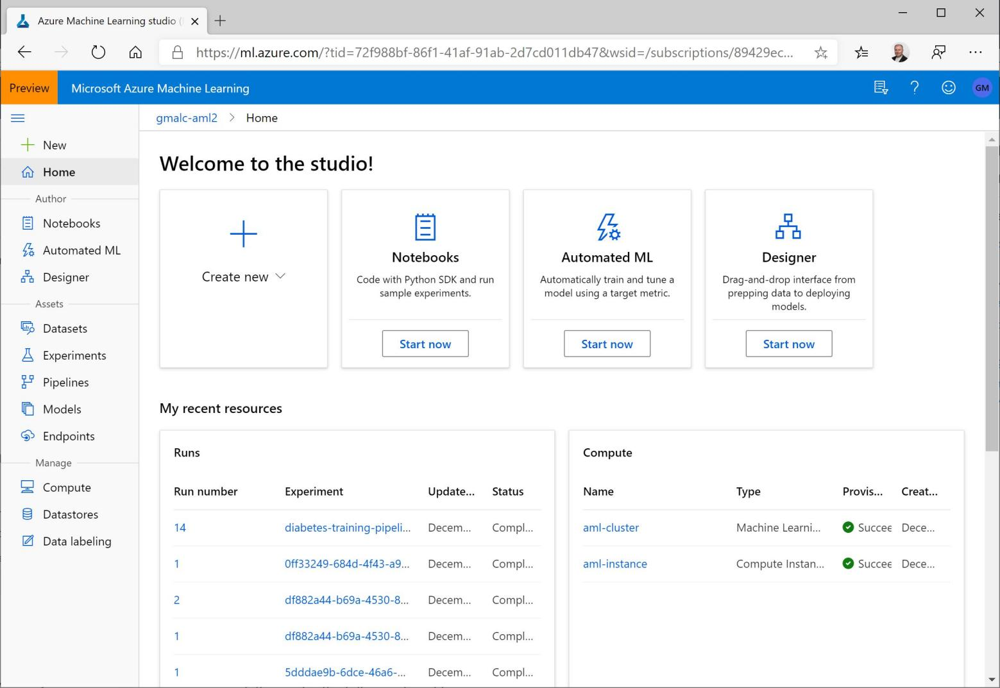 Azure Machine Learning studio (
https://ml.azure.com/?tid=72f988bf-86f1-41af-91ab-2d7cd011db47&wsid=/subscriptions/89429ec...
Preview
Microsoft Azure Machine Learning
GM
gmalc-aml2 > Home
New
Home
Author
Notebooks
Automated ML
Designer
Assets
Datasets
Experiments
Pipelines
Models
Endpoints
Manage
Compute
Datastores
Data labeling
Welcome to the studio!
Create new
Notebooks
Code with Python SDK and run
sample experiments.
Start now
Automated ML
Automatically train and tune a
model using a target metric.
Start now
Designer
Drag-and-drop interface from
prepping data to deploying
models.
Start now
My recent resources
Runs
Run number Experiment Update... Status
14 diabetes-training-pipeli... Decem... Compl...
1 0ff33249-684d-4f43-a9... Decem... Compl...
2 df882a44-b69a-4530-8... Decem... Compl...
1 df882a44-b69a-4530-8... Decem... Compl...
1 5dddae9b-6dce-46a6-... Decem... Compl...
Compute
Name Type Provis... Creat...
aml-cluster Machine Learni... Succee Dece...
aml-instance Compute Instan... Succee Dece...